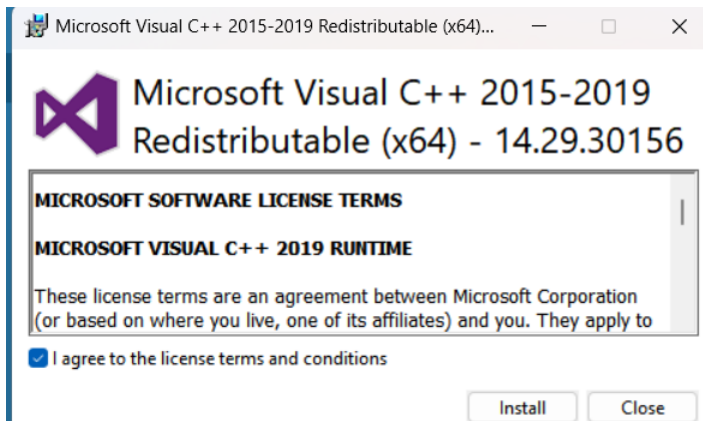 Microsoft Visual C++ 2015-2019 Redistributable (x64)...
Microsoft Visual C++ 2015-2019
Redistributable (x64) - 14.29.30156
MICROSOFT SOFTWARE LICENSE TERMS
MICROSOFT VISUAL C++ 2019 RUNTIME
These license terms are an agreement between Microsoft Corporation
(or based on where you live, one of its affiliates) and you. They apply to
I agree to the license terms and conditions
Install Close